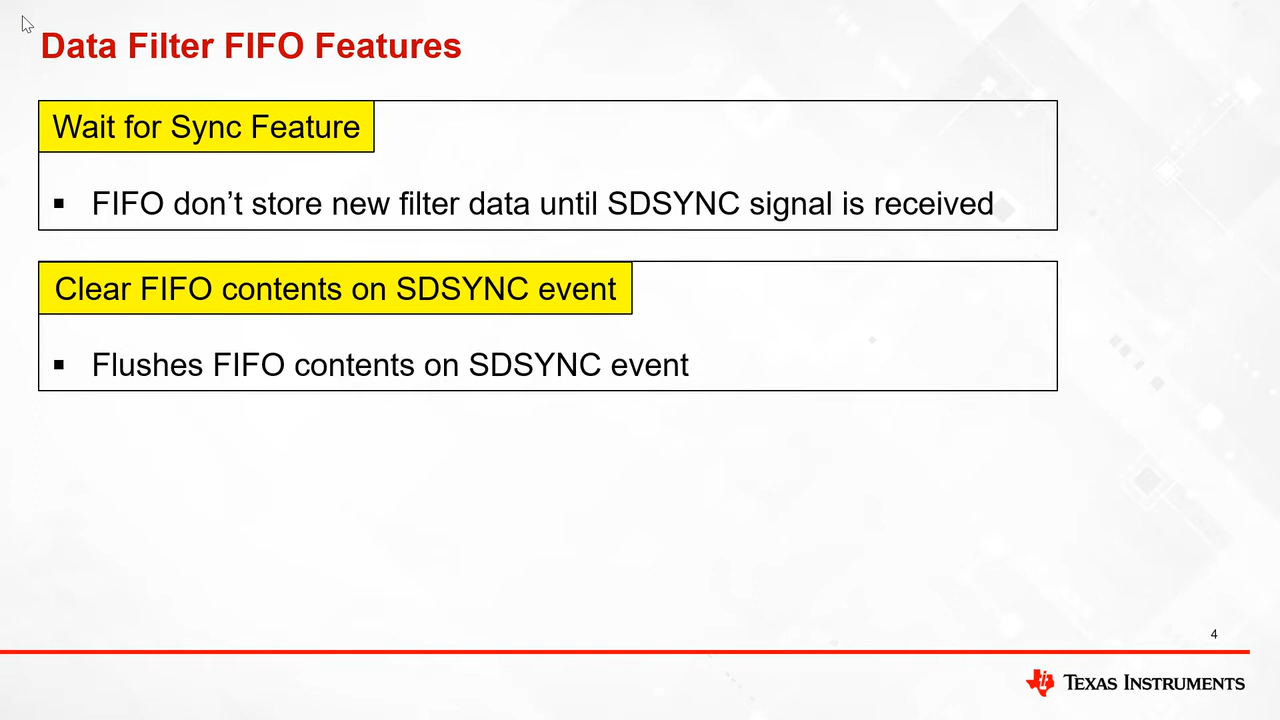 Data Filter FIFO Features
Wait for Sync Feature
▪ FIFO don’t store new filter data until SDSYNC signal is received
Clear FIFO contents on SDSYNC event
▪ Flushes FIFO contents on SDSYNC event
4
TEXAS INSTRUMENTS